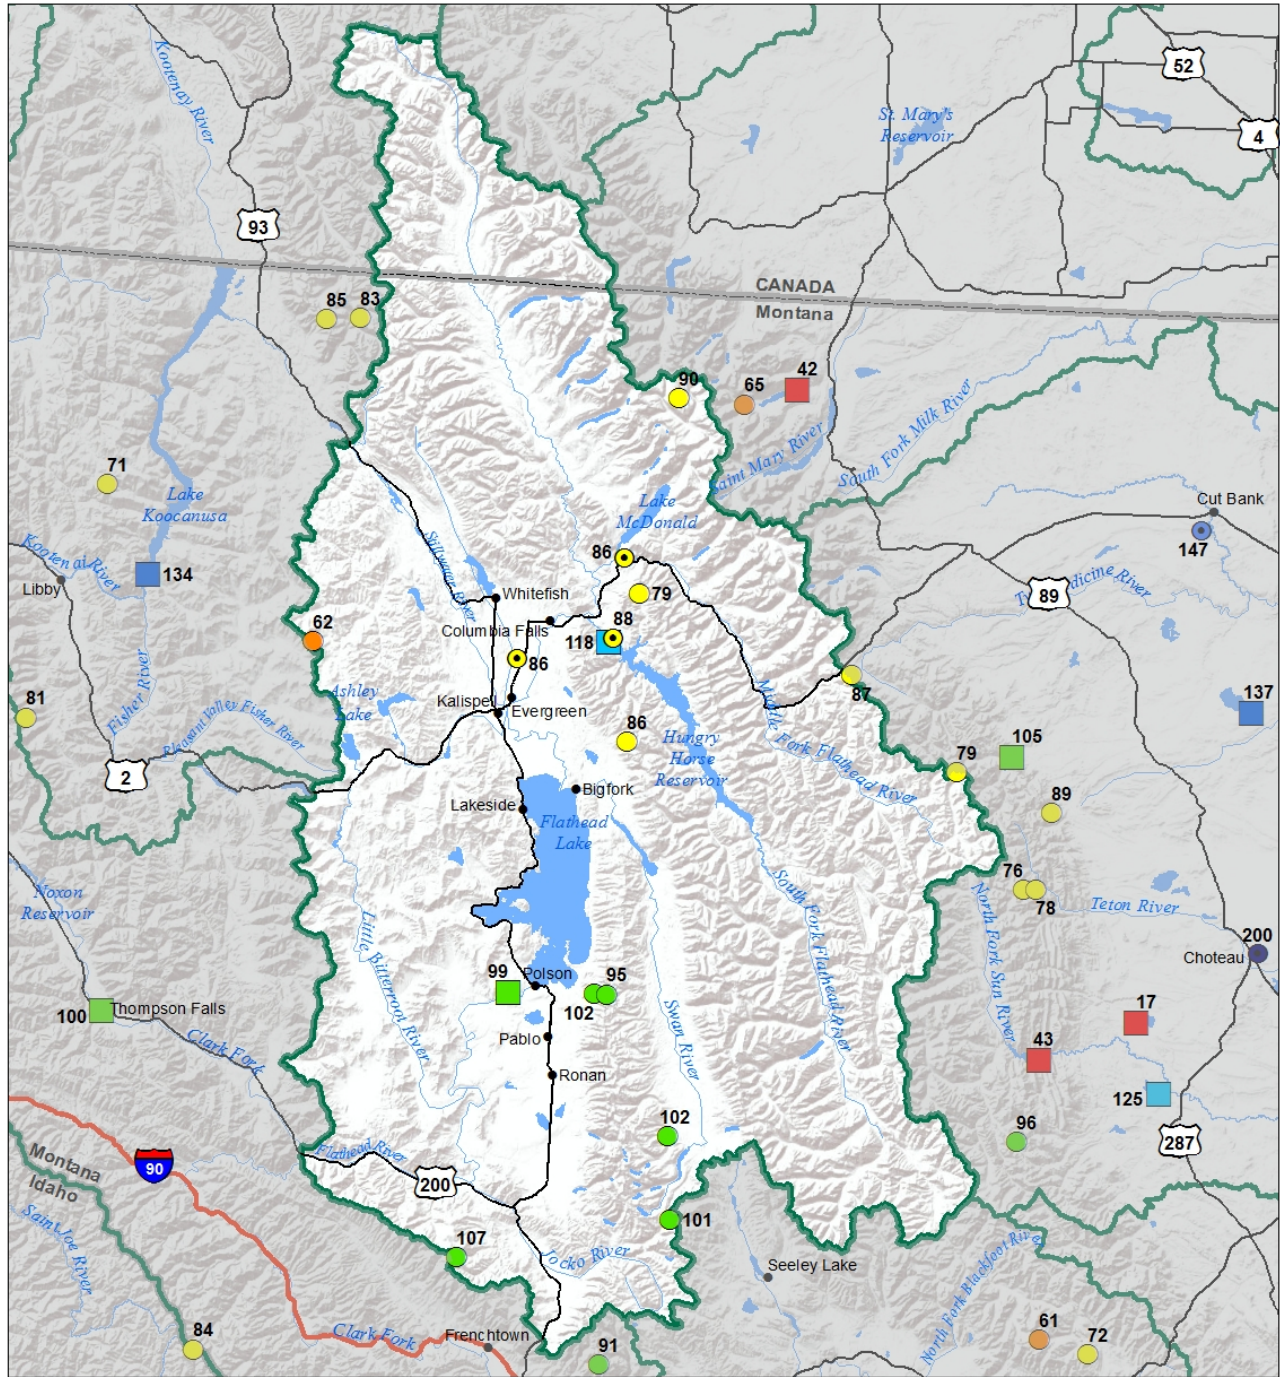 Kootenay River
St. Mary's
Reservoir
52
4
93
CANADA
Montana
85
83
90
65
42
Saint Mary River
South Fork Milk River
71
Lake
Koocanusa
Lake
McDonald
Cut Bank
147
Kootenai River
134
Libby
Stillwater River
86
79
Whitefish
Columbia Falls
88
118
89
Medicine River
62
86
Fisher River
81
Ashley
Lake
Kalispell
Evergreen
87
137
Pleasant Valley Fisher River
86
Hungry
Horse
Reservoir
Middle Fork Flathead River
105
79
2
Bigfork
Lakeside
Flathead
Lake
89
Noxon
Reservoir
76
78
Teton River
North Fork Sun River
South Fork Flathead River
Little Bitterroot River
200
Choteau
99
Polson
95
102
100
Thompson Falls
Clark Fork
Pablo
Swan River
17
43
Ronan
125
102
96
287
Montana
Idaho
90
Flathead River
200
101
Saint Joe River
107
Jocko River
Seeley Lake
North Fork Blackfoot River
84
Clark Fork
Frenchtown
91
61
72